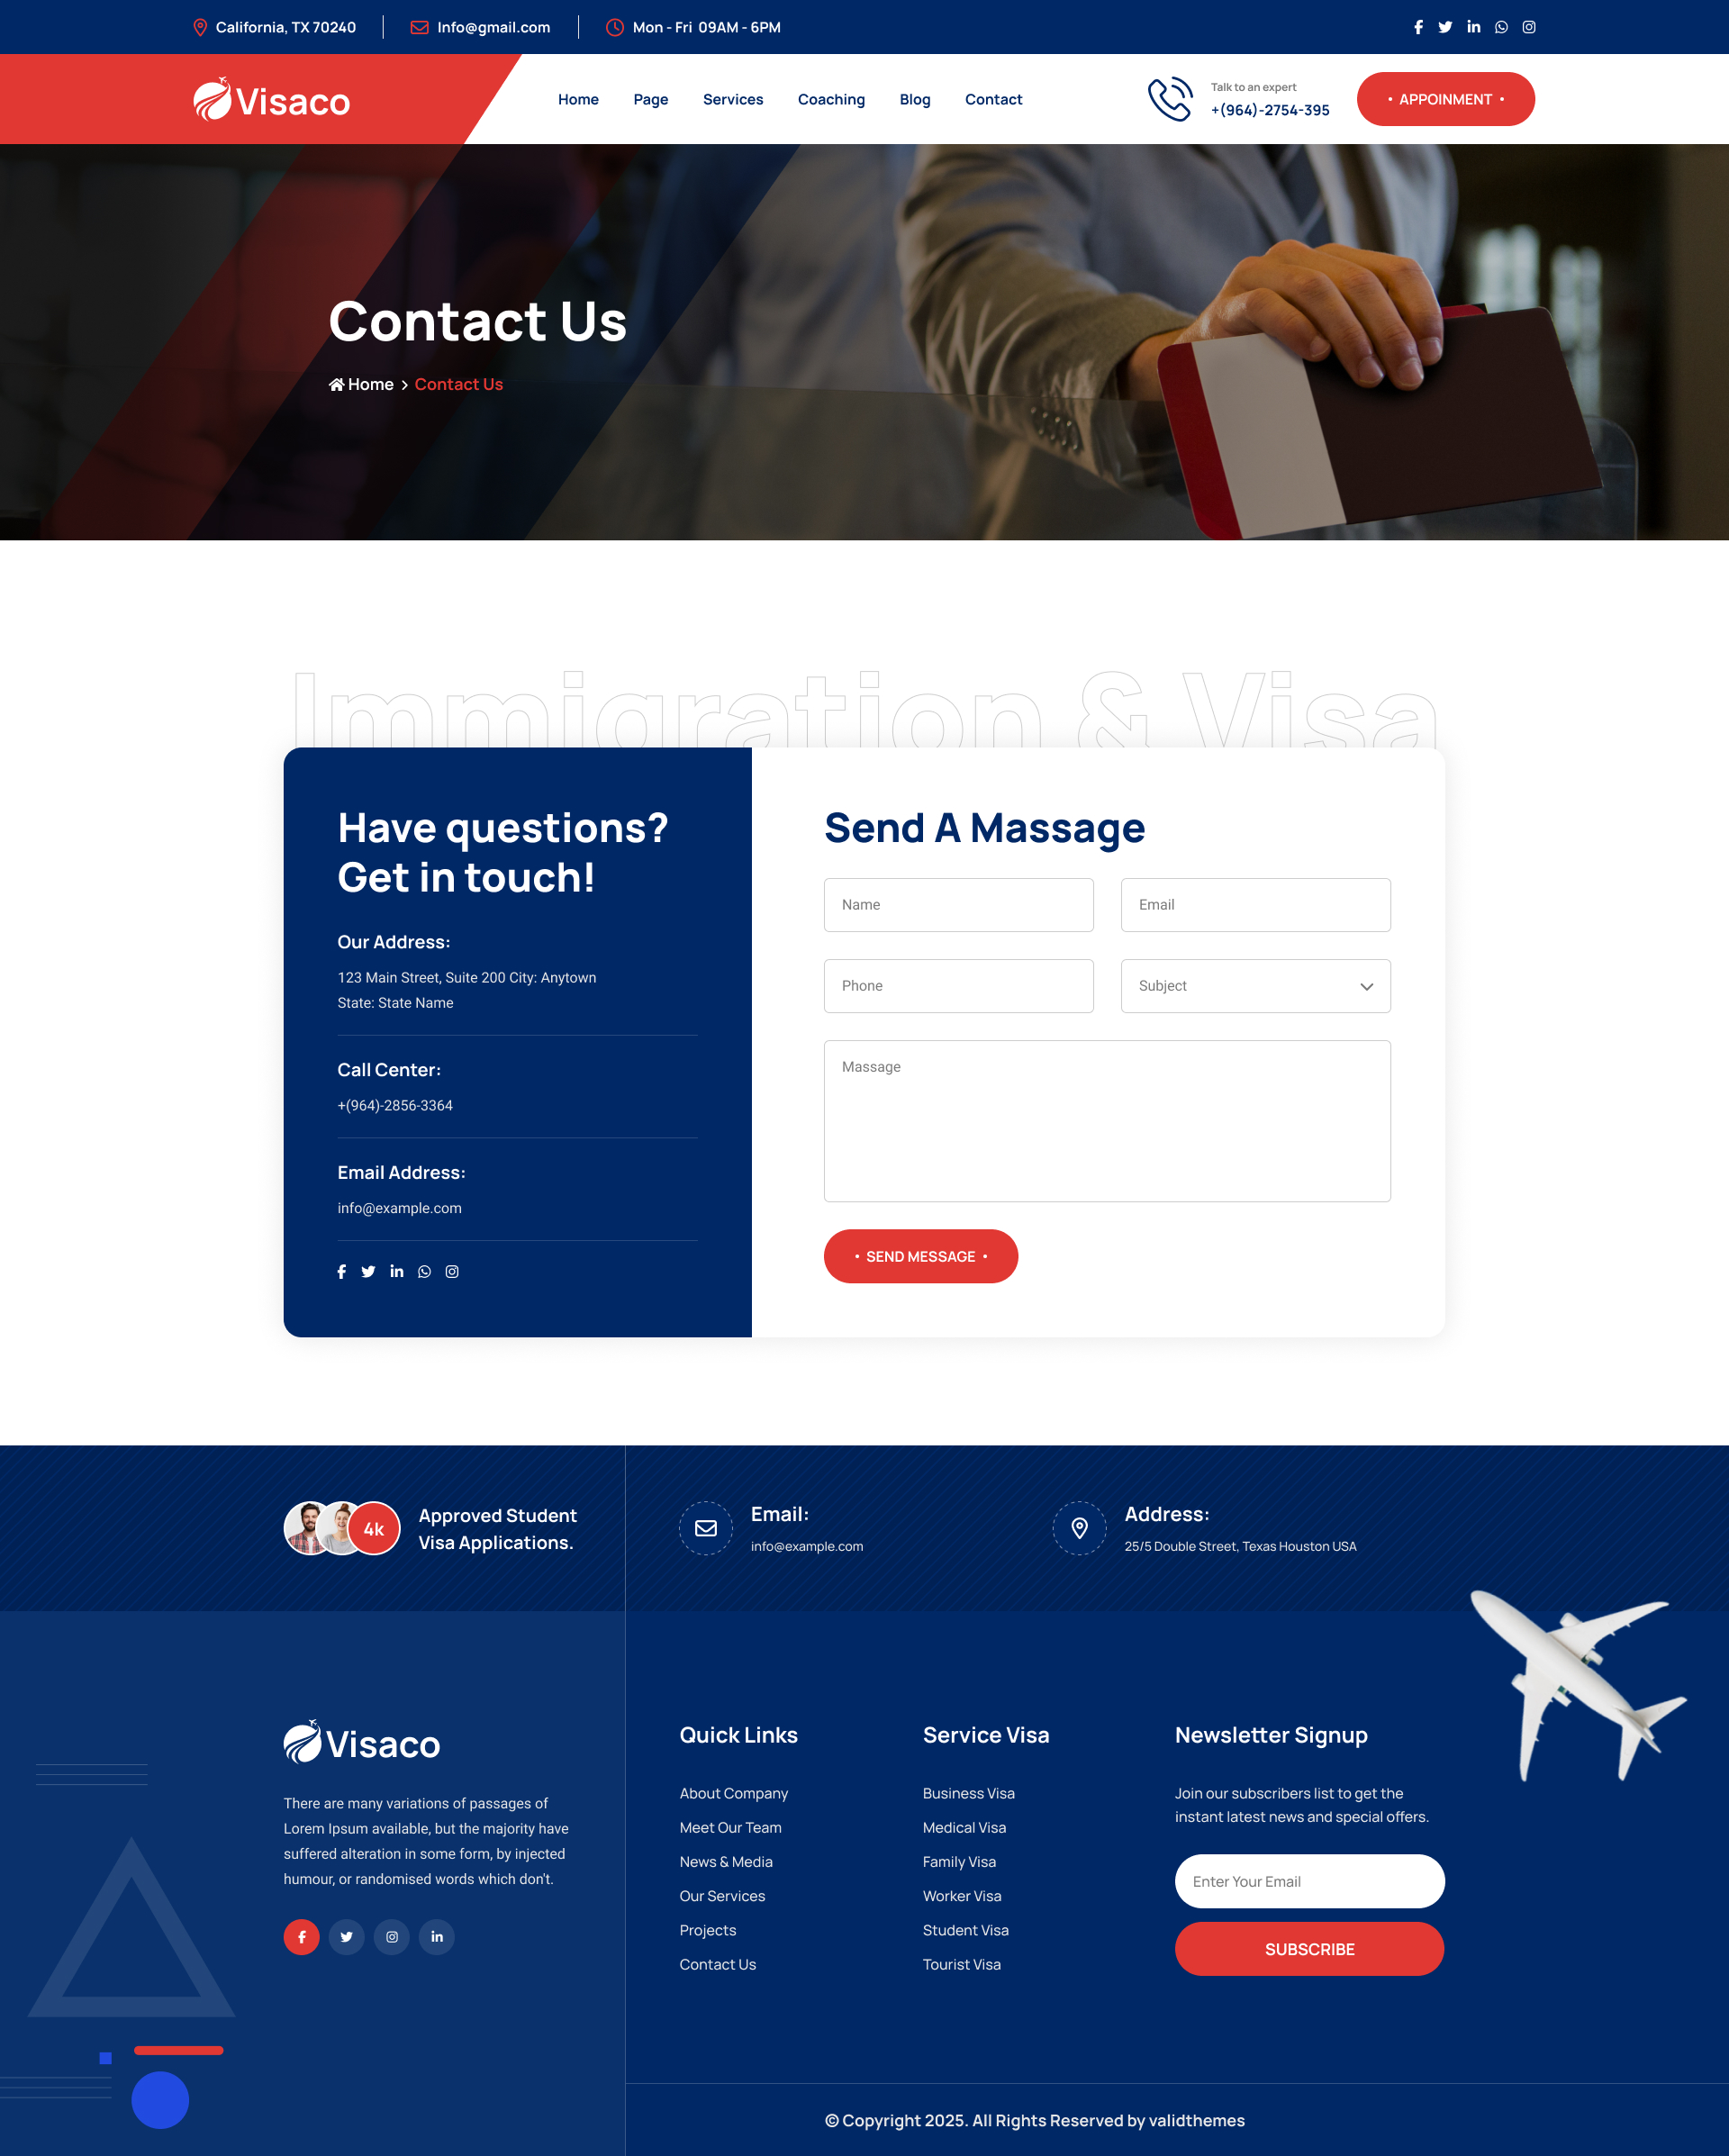 California, TX 70240
Info@gmail.com
Mon - Fri 09AM - 6PM
Visaco
Home
Page
Services
Coaching
Blog
Contact
Talk to an expert
+(964)-2754-395
• APPOINMENT •
Contact Us
Home > Contact Us
Immigration & Visa
Have questions?
Get in touch!
Our Address:
123 Main Street, Suite 200 City: Anytown
State: State Name
Call Center:
+(964)-2856-3364
Email Address:
info@example.com
Send A Massage
Name
Email
Phone
Subject
Massage
• SEND MESSAGE •
4k
Approved Student
Visa Applications.
Email:
info@example.com
Address:
25/5 Double Street, Texas Houston USA
Visaco
There are many variations of passages of
Lorem Ipsum available, but the majority have
suffered alteration in some form, by injected
humour, or randomised words which don't.
Quick Links
About Company
Meet Our Team
News & Media
Our Services
Projects
Contact Us
Service Visa
Business Visa
Medical Visa
Family Visa
Worker Visa
Student Visa
Tourist Visa
Newsletter Signup
Join our subscribers list to get the
instant latest news and special offers.
Enter Your Email
SUBSCRIBE
© Copyright 2025. All Rights Reserved by validthemes